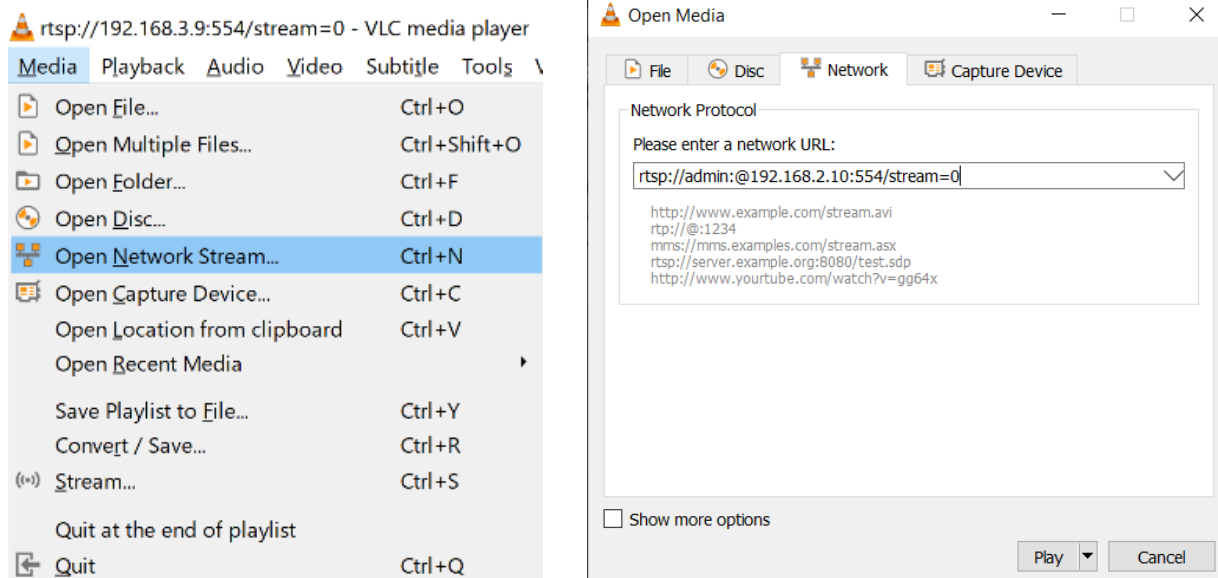 rtsp://192.168.3.9:554/stream=0 - VLC media player
Media Playback Audio Video Subtitle Tools
Open File... Ctrl+O
Open Multiple Files... Ctrl+Shift+O
Open Folder... Ctrl+F
Open Disc... Ctrl+D
Open Network Stream... Ctrl+N
Open Capture Device... Ctrl+C
Open Location from clipboard Ctrl+V
Open Recent Media
Save Playlist to File... Ctrl+Y
Convert / Save... Ctrl+R
Stream... Ctrl+S
Quit at the end of playlist
Quit Ctrl+Q
Open Media
File Disc Network Capture Device
Network Protocol
Please enter a network URL:
rtsp://admin:@192.168.2.10:554/stream=0
http://www.example.com/stream.avi
rtp://@:1234
mms://mms.examples.com/stream.asx
rtsp://server.example.org:8080/test.sdp
http://www.yourtube.com/watch?v=gg64x
Show more options
Play Cancel